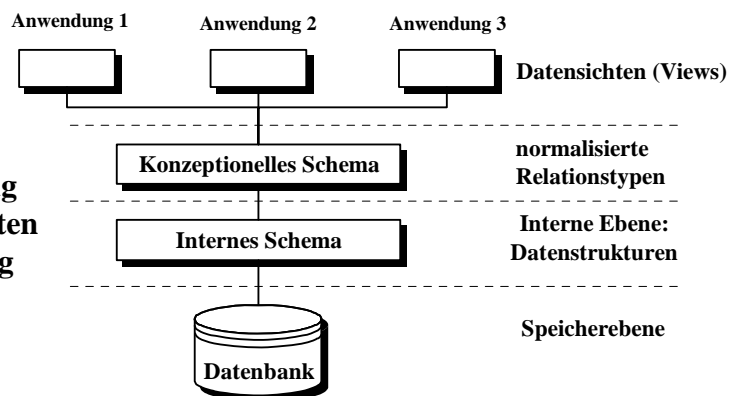 Anwendung 1
Anwendung 2
Anwendung 3
Datensichten (Views)
Konzeptionelles Schema
normalisierte
Relationstypen
g
ten
g
Internes Schema
Interne Ebene:
Datenstrukturen
Speicherebene
Datenbank